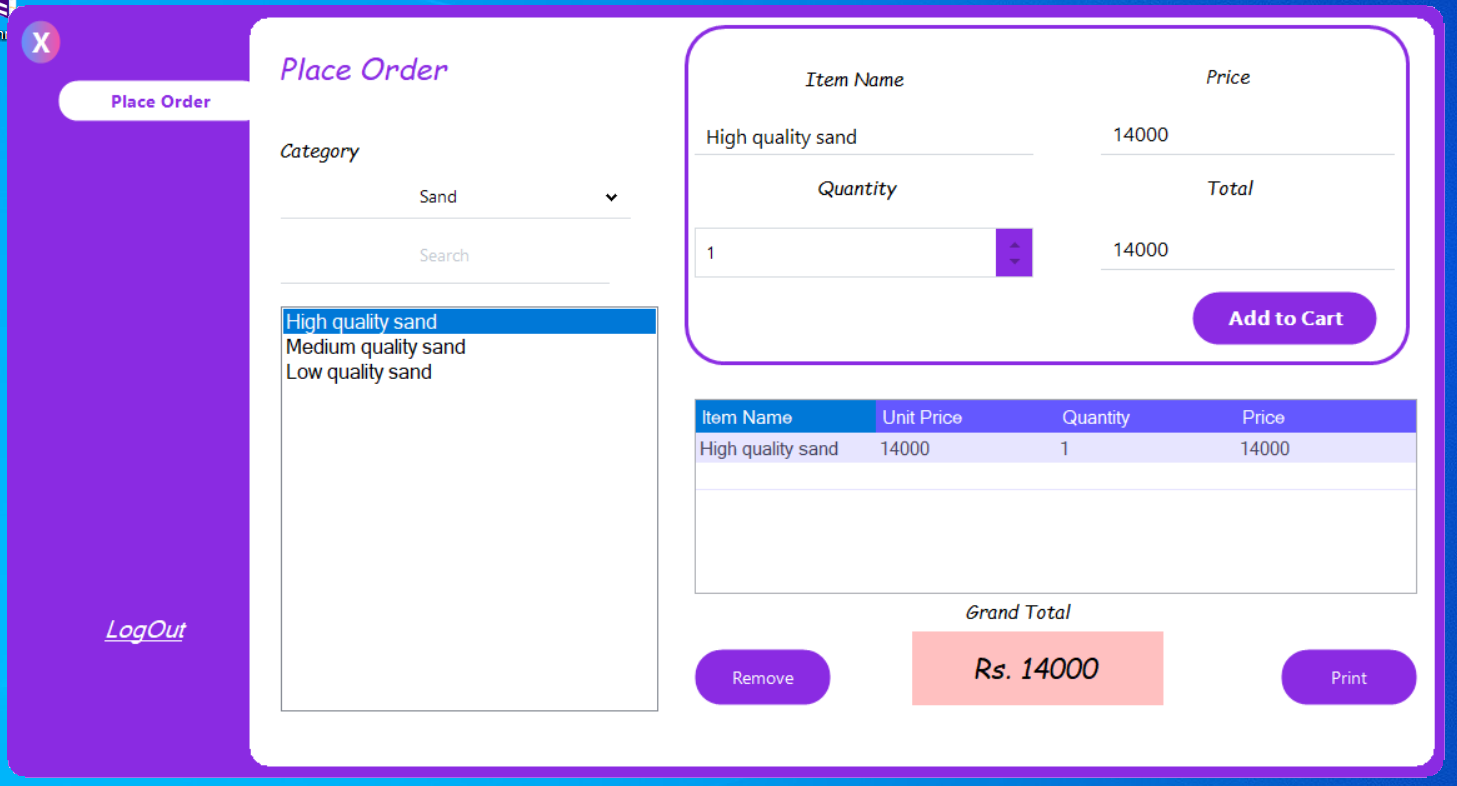 X
Place Order
LogOut
Place Order
Category
Sand
Search
High quality sand
Medium quality sand
Low quality sand
Item Name
Price
High quality sand
14000
Quantity
Total
1
14000
Add to Cart
Item Name Unit Price Quantity Price
High quality sand 14000 1 14000
Grand Total
Remove
Rs. 14000
Print